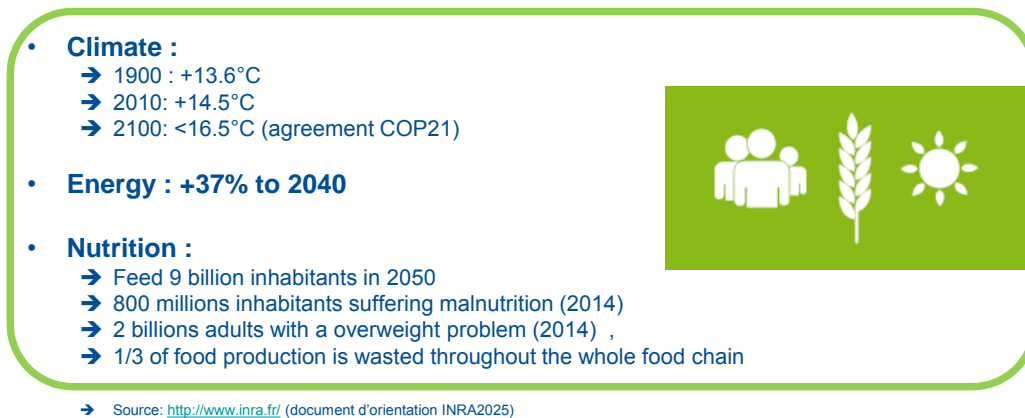 • Climate :
➔ 1900 : +13.6°C
➔ 2010: +14.5°C
➔ 2100: <16.5°C (agreement COP21)
• Energy : +37% to 2040
• Nutrition :
➔ Feed 9 billion inhabitants in 2050
➔ 800 millions inhabitants suffering malnutrition (2014)
➔ 2 billions adults with a overweight problem (2014) ,
➔ 1/3 of food production is wasted throughout the whole food chain
➔ Source: http://www.inra.fr/ (document d'orientation INRA2025)